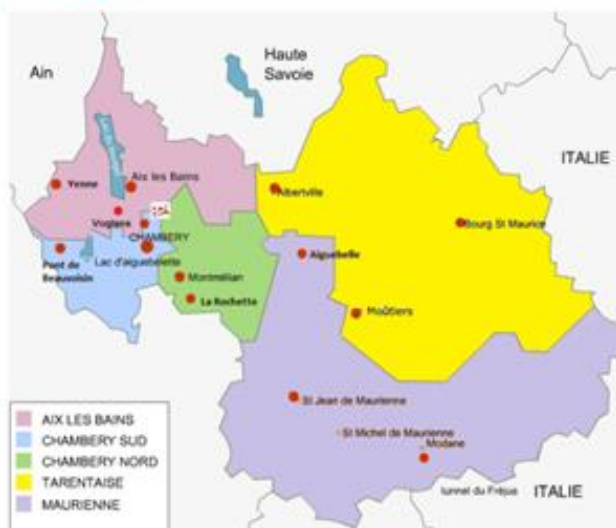 Ain
Haute
Savoie
ITALIE
Yenne
Aix les Bains
Albertville
Voglans
Bourg St Maurice
CHAMBERY
Pont de
Beauvoisin
Lac d'aiguebelette
Aiguebelle
Montmélian
La Rochette
Moûtiers
St Jean de Maurienne
St Michel de Maurienne
Modane
AIX LES BAINS
CHAMBERY SUD
CHAMBERY NORD
TARENTAISE
MAURIENNE
tunnel du Fréjus
ITALIE